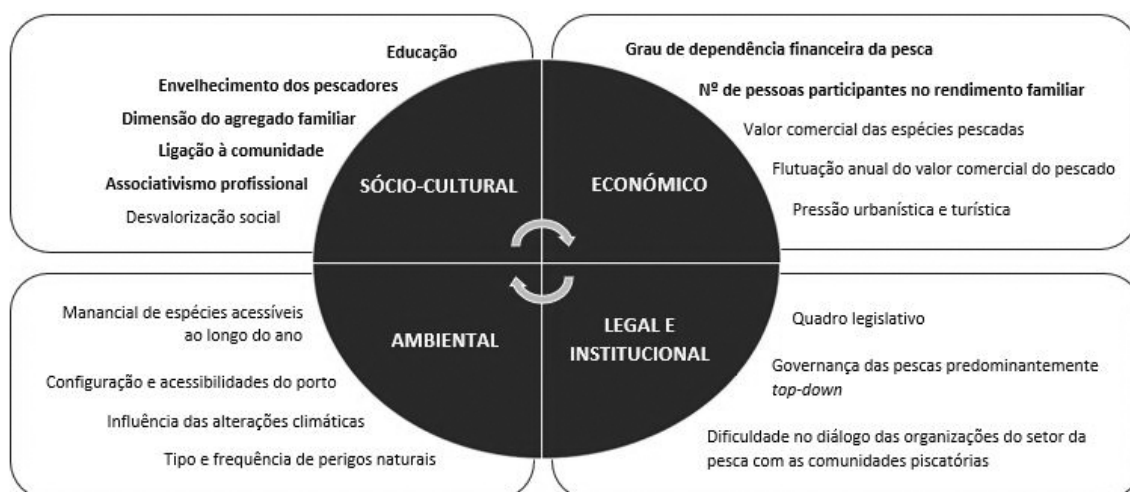 Educação
Envelhecimento dos pescadores
Dimensão do agregado familiar
Ligação à comunidade
Associativismo profissional
Desvalorização social
SÓCIO-CULTURAL
Grau de dependência financeira da pesca
Nº de pessoas participantes no rendimento familiar
Valor comercial das espécies pescadas
Flutuação anual do valor comercial do pescado
Pressão urbanística e turística
ECONÓMICO
Manancial de espécies acessíveis
ao longo do ano
Configuração e acessibilidades do porto
Influência das alterações climáticas
Tipo e frequência de perigos naturais
AMBIENTAL
LEGAL E
INSTITUCIONAL
Quadro legislativo
Governança das pescas predominantemente
top-down
Dificuldade no diálogo das organizações do setor da
pesca com as comunidades piscatórias